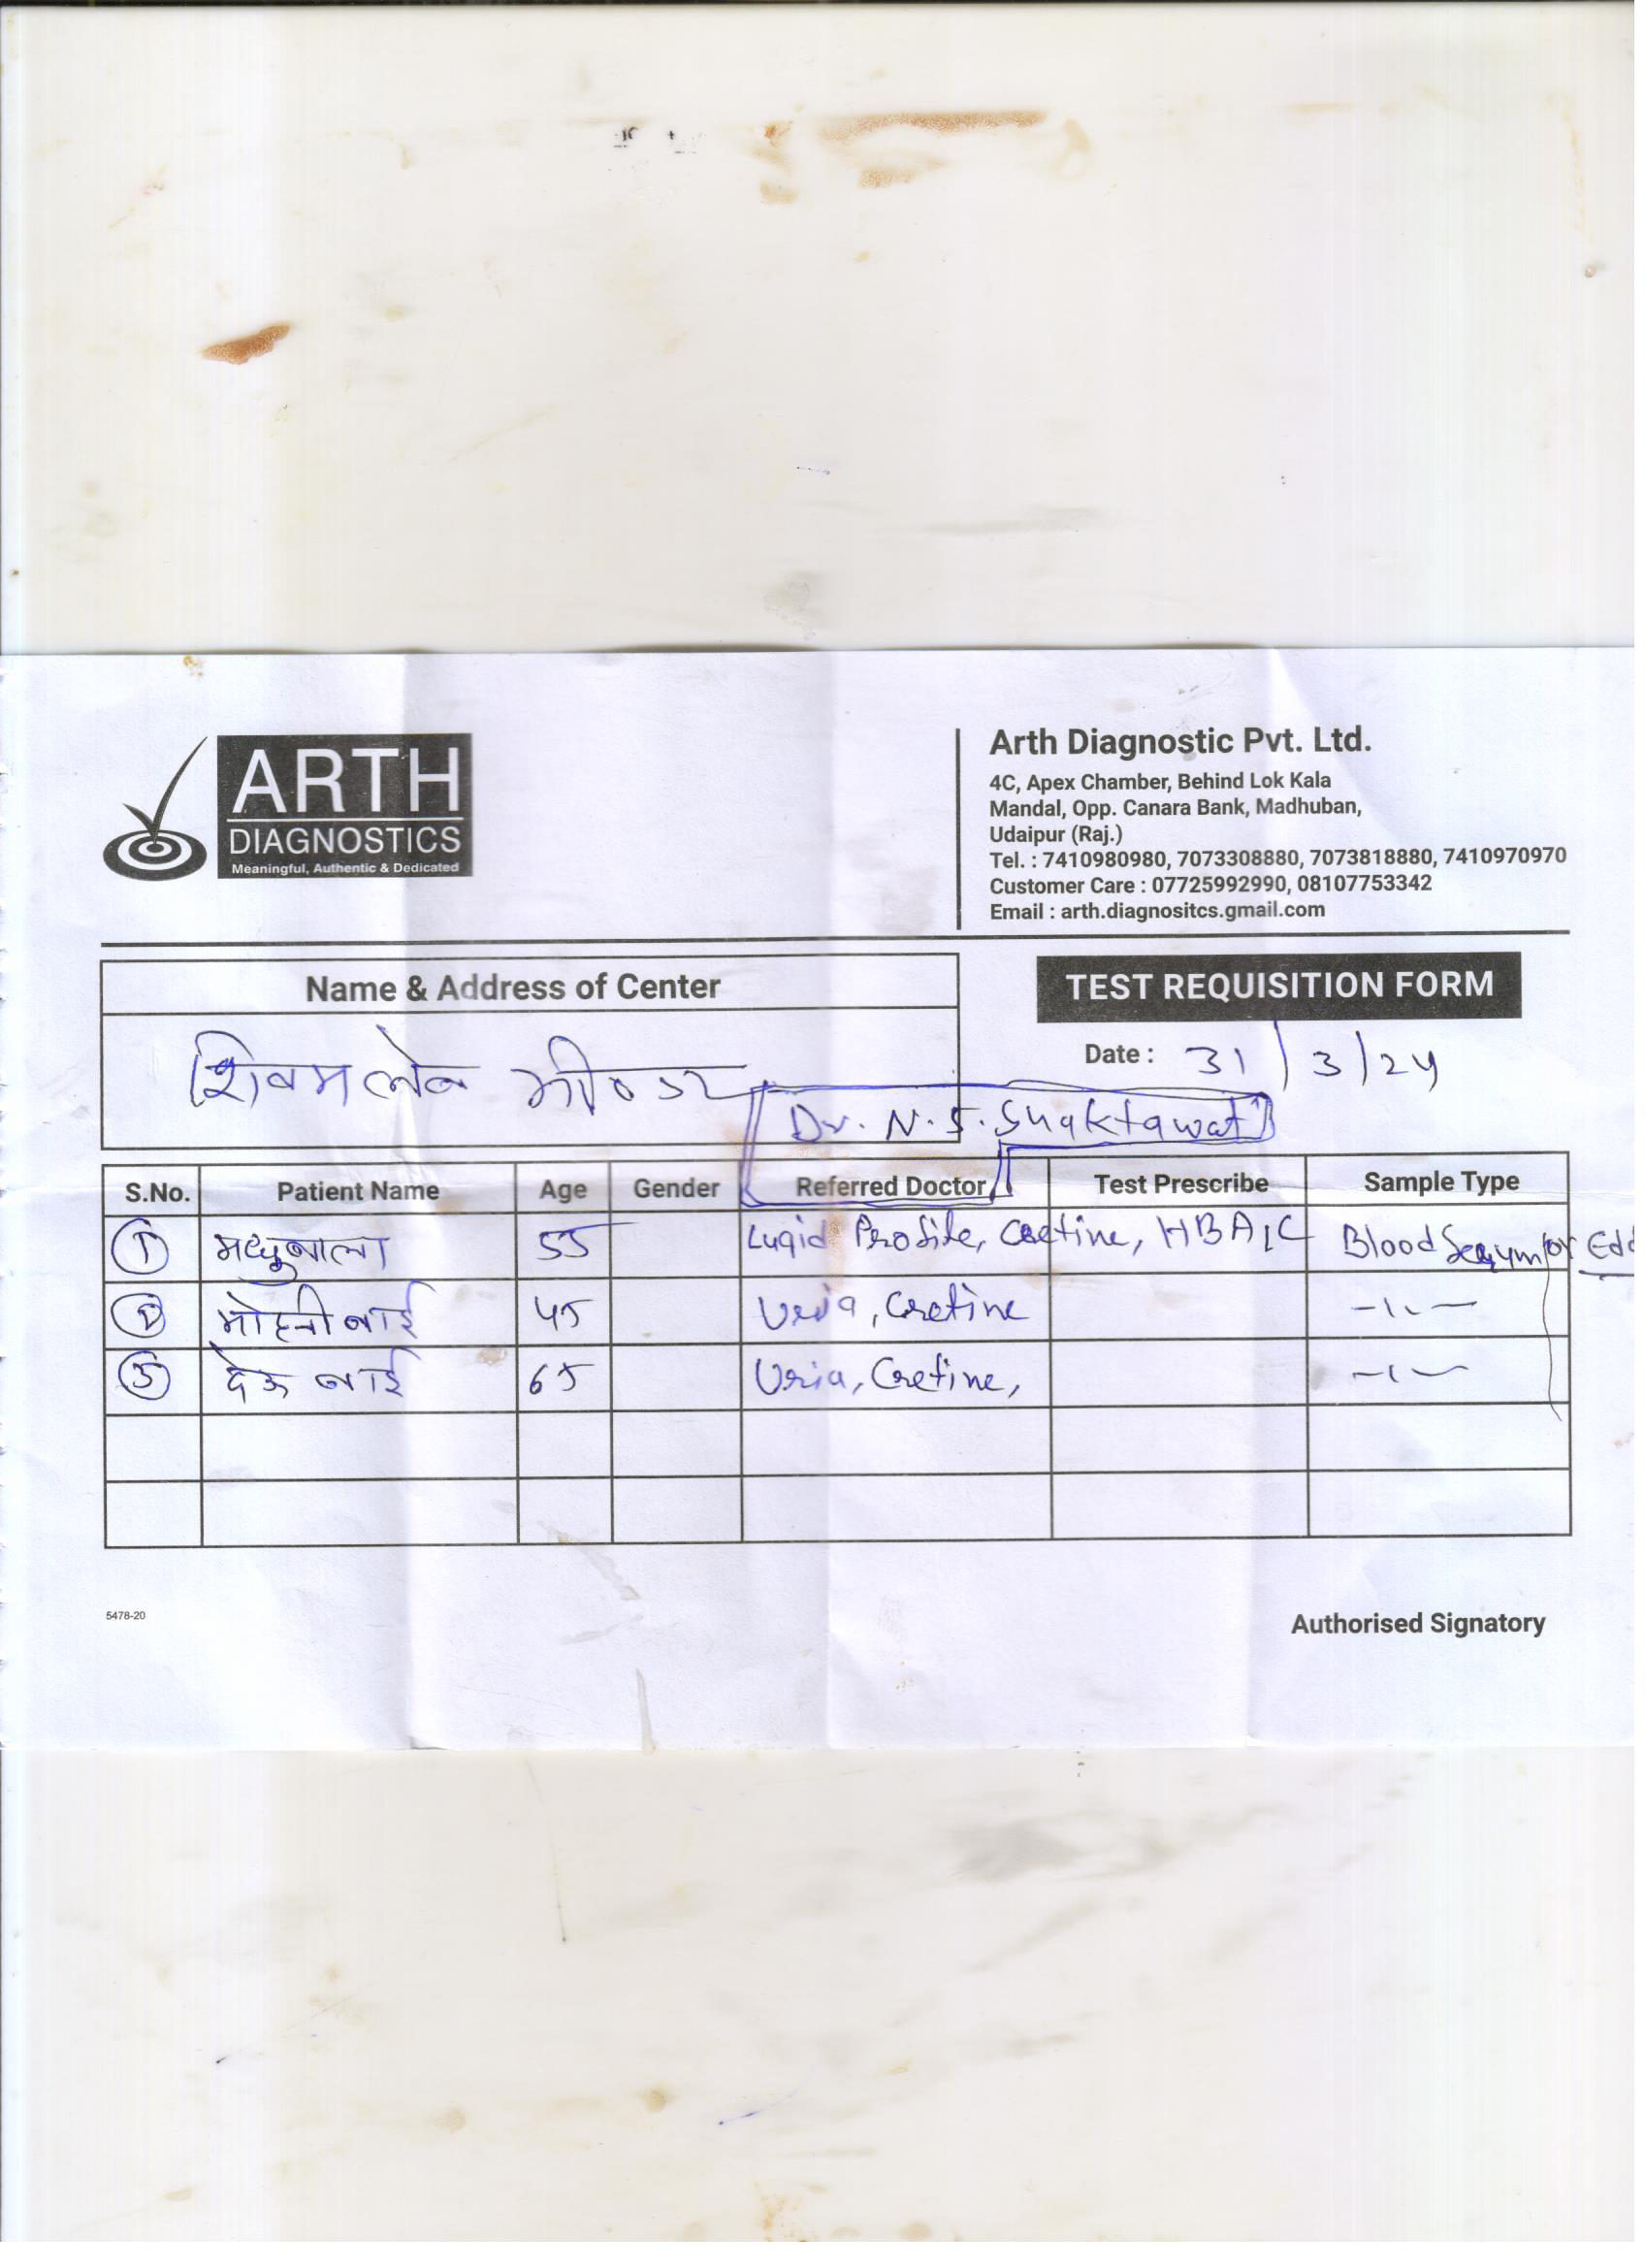 ARTH
DIAGNOSTICS
Meaningful, Authentic & Dedicated
Arth Diagnostic Pvt. Ltd.
4C, Apex Chamber, Behind Lok Kala
Mandal, Opp. Canara Bank, Madhuban,
Udaipur (Raj.)
Tel. : 7410980980, 7073308880, 7073818880, 7410970970
Customer Care : 07725992990, 08107753342
Email : arth.diagnositcs.gmail.com
Name & Address of Center
TEST REQUISITION FORM
शिवम लेब भीण्डर
Date : 31/3/24
Dr. N.S. Shaktawat
S.No. Patient Name Age Gender Referred Doctor Test Prescribe Sample Type
1 मधुबाला 55 Lugid Profile, Cretine, HBA1C Blood
2 मोहनी बाई 45 Uria, Cretine -〃-
3 देऊ बाई 65 Uria, Cretine, -〃-
5478-20
Authorised Signatory